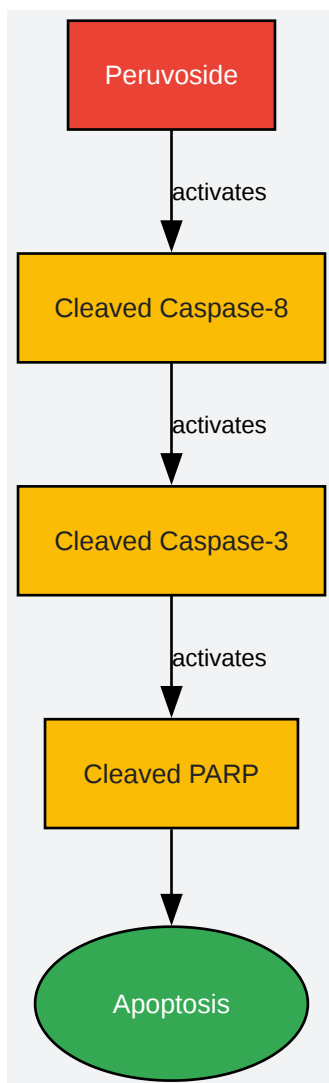 Peruvoside
activates
Cleaved Caspase-8
activates
Cleaved Caspase-3
activates
Cleaved PARP
Apoptosis